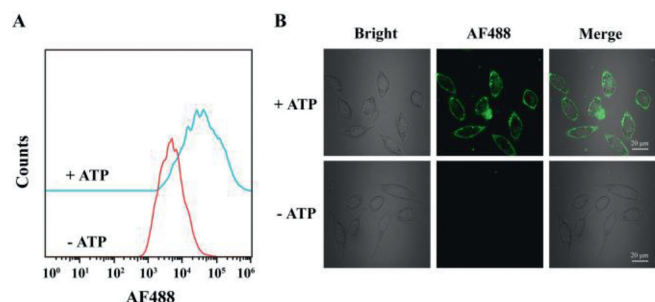 A
Counts
+ ATP
- ATP
10⁰ 10¹ 10² 10³ 10⁴ 10⁵ 10⁶
AF488
B
Bright AF488 Merge
+ ATP
20 μm
- ATP
20 μm